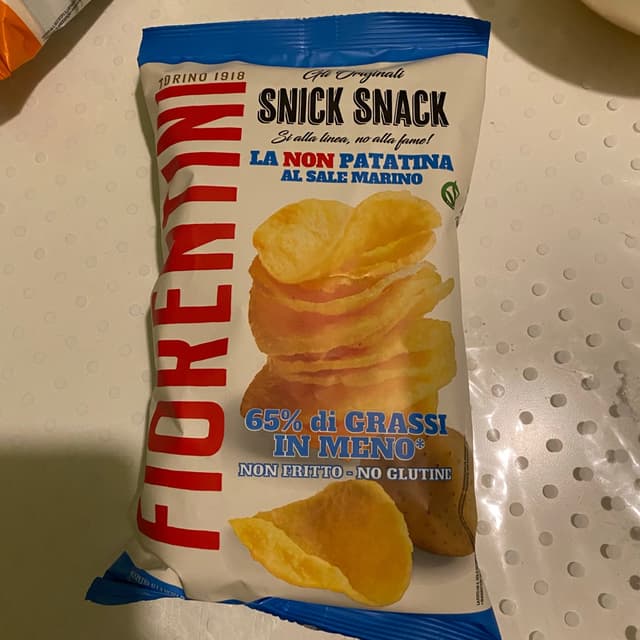 TORINO 1918
FIORENTINI
Gli Originali
SNICK SNACK
Si alla linea, no alla fame!
LA NON PATATINA
AL SALE MARINO
65% di GRASSI
IN MENO*
NON FRITTO - NO GLUTINE